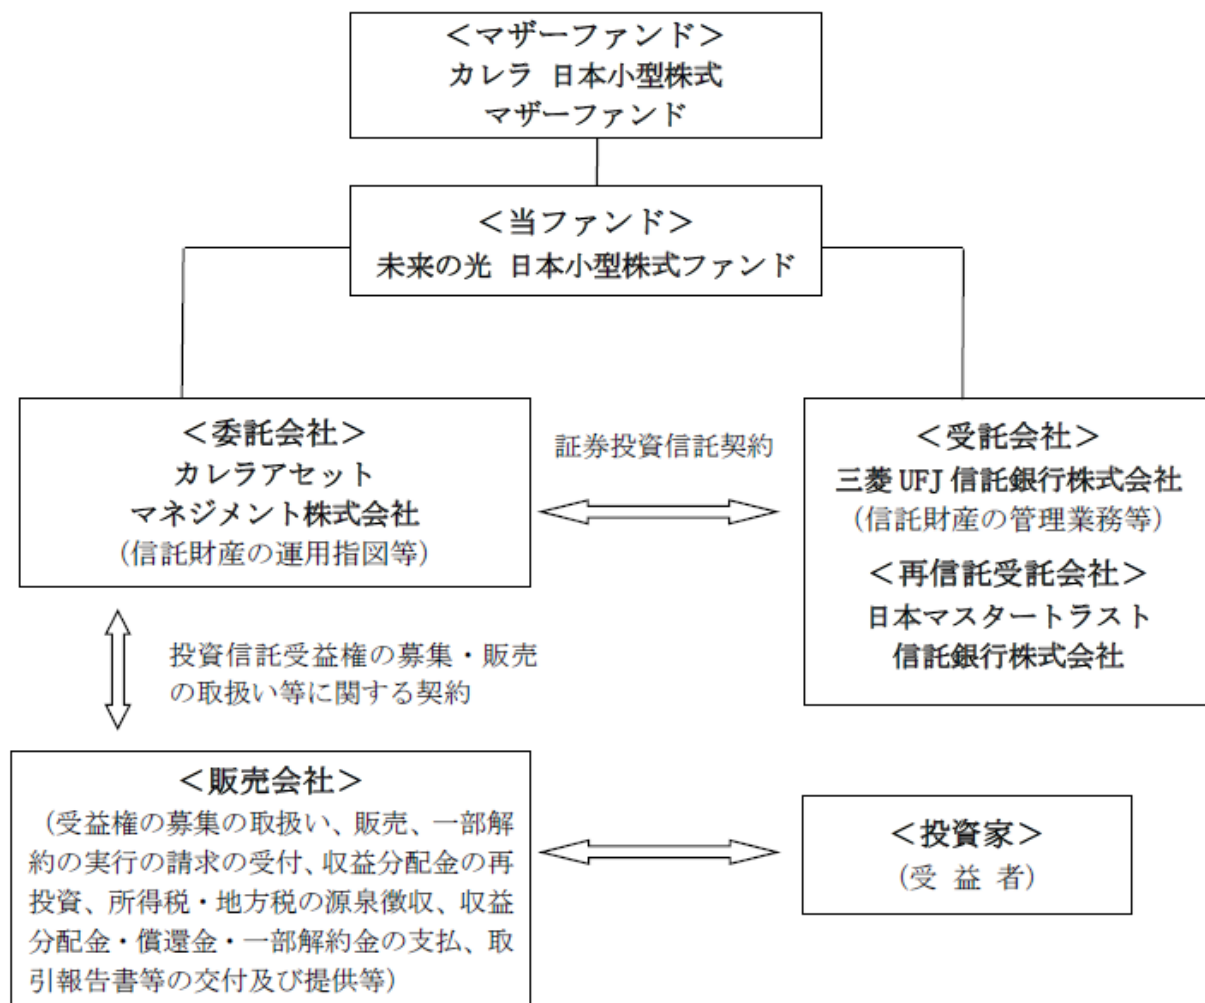 ＜マザーファンド＞
カレラ 日本小型株式
マザーファンド
＜当ファンド＞
未来の光 日本小型株式ファンド
＜委託会社＞
カレラアセット
マネジメント株式会社
（信託財産の運用指図等）
証券投資信託契約
＜受託会社＞
三菱 UFJ 信託銀行株式会社
（信託財産の管理業務等）
＜再信託受託会社＞
日本マスタートラスト
信託銀行株式会社
投資信託受益権の募集・販売
の取扱い等に関する契約
＜販売会社＞
（受益権の募集の取扱い、販売、一部解
約の実行の請求の受付、収益分配金の再
投資、所得税・地方税の源泉徴収、収益
分配金・償還金・一部解約金の支払、取
引報告書等の交付及び提供等）
＜投資家＞
（受 益 者）